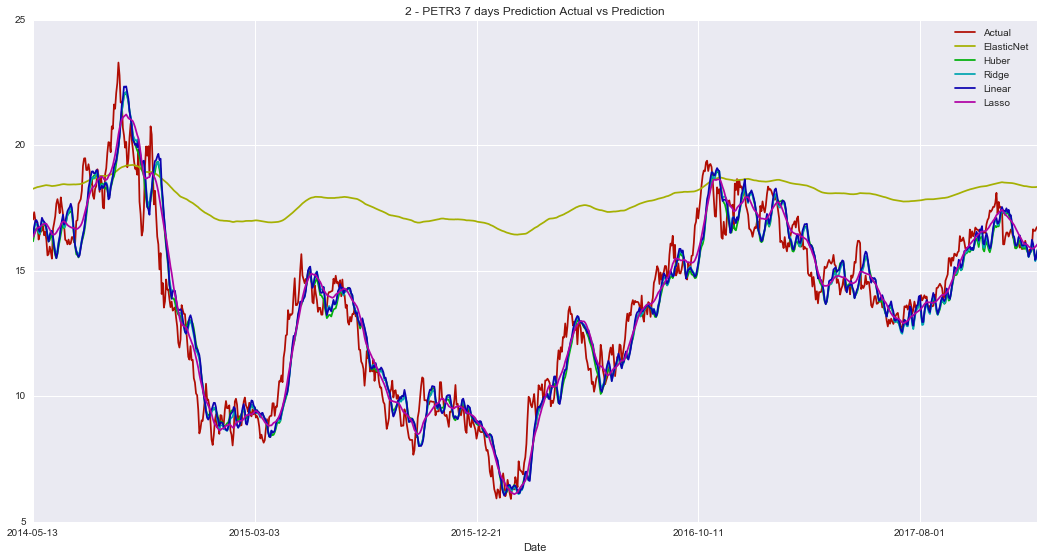 2 - PETR3 7 days Prediction Actual vs Prediction
25
20
15
10
5
Actual
ElasticNet
Huber
Ridge
Linear
Lasso
2014-05-13
2015-03-03
2015-12-21
2016-10-11
2017-08-01
Date